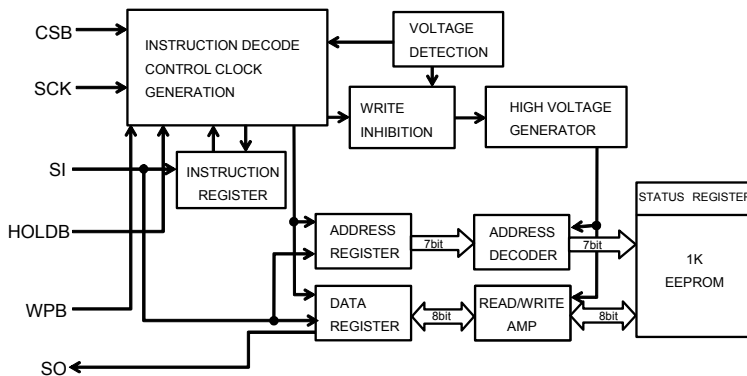 CSB
SCK
SI
HOLDB
WPB
SO
INSTRUCTION DECODE
CONTROL CLOCK
GENERATION
VOLTAGE
DETECTION
WRITE
INHIBITION
HIGH VOLTAGE
GENERATOR
INSTRUCTION
REGISTER
ADDRESS
REGISTER
7bit
ADDRESS
DECODER
7bit
DATA
REGISTER
8bit
READ/WRITE
AMP
8bit
STATUS REGISTER
1K
EEPROM